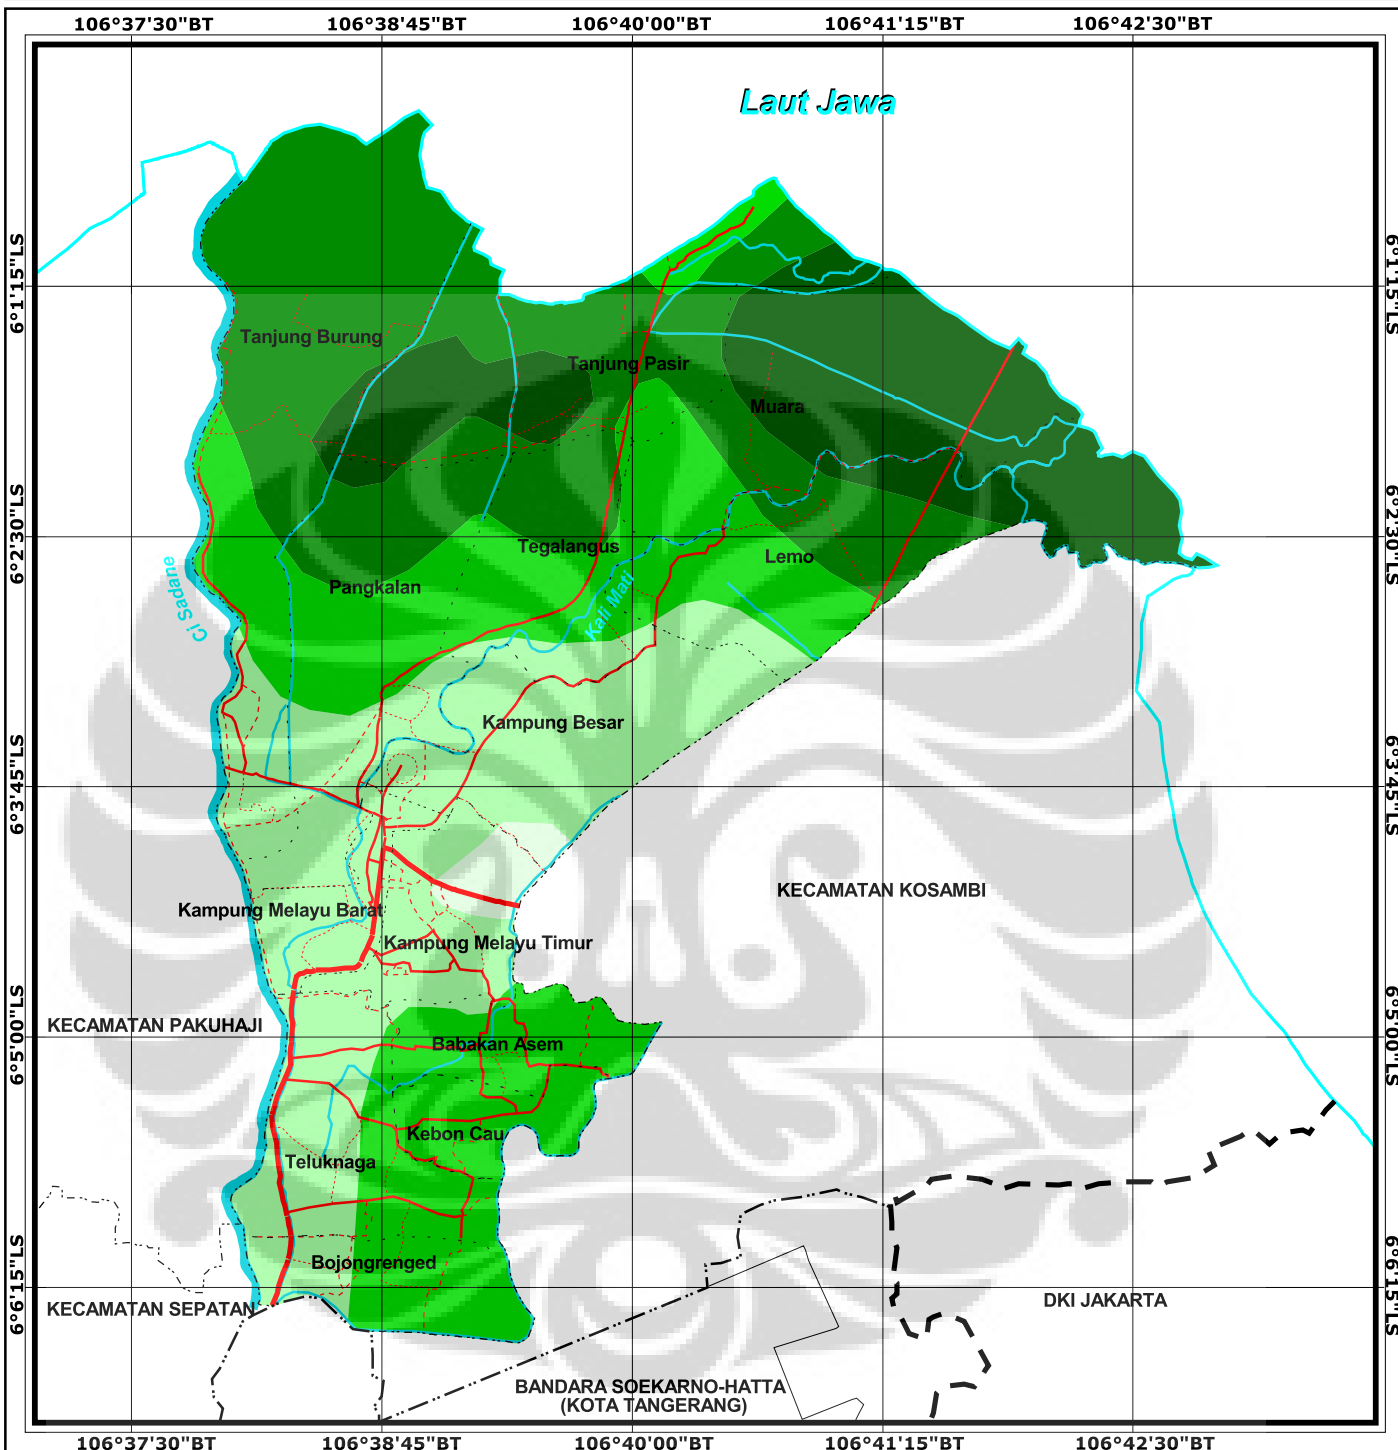 106°37'30"BT 106°38'45"BT 106°40'00"BT 106°41'15"BT 106°42'30"BT
Laut Jawa
6°1'15"LS 6°1'15"LS
Tanjung Burung
Tanjung Pasir
Muara
6°2'30"LS 6°2'30"LS
Tegalangus
Lemo
Pangkalan
Ci Sadane
Kali Mati
Kampung Besar
6°3'45"LS 6°3'45"LS
KECAMATAN KOSAMBI
Kampung Melayu Barat
Kampung Melayu Timur
KECAMATAN PAKUHAJI
6°5'00"LS 6°5'00"LS
Babakan Asem
Kebon Cau
Teluknaga
Bojongrenged
6°6'15"LS 6°6'15"LS
KECAMATAN SEPATAN
DKI JAKARTA
BANDARA SOEKARNO-HATTA
(KOTA TANGERANG)
106°37'30"BT 106°38'45"BT 106°40'00"BT 106°41'15"BT 106°42'30"BT